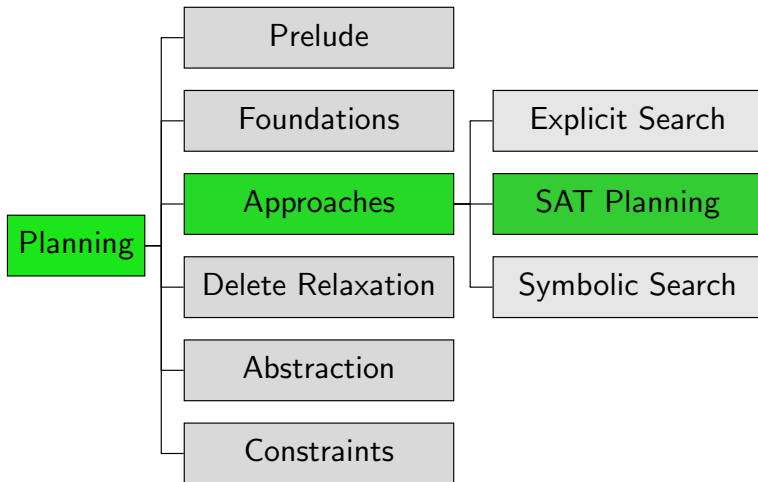 Planning
Prelude
Foundations
Approaches
Delete Relaxation
Abstraction
Constraints
Explicit Search
SAT Planning
Symbolic Search